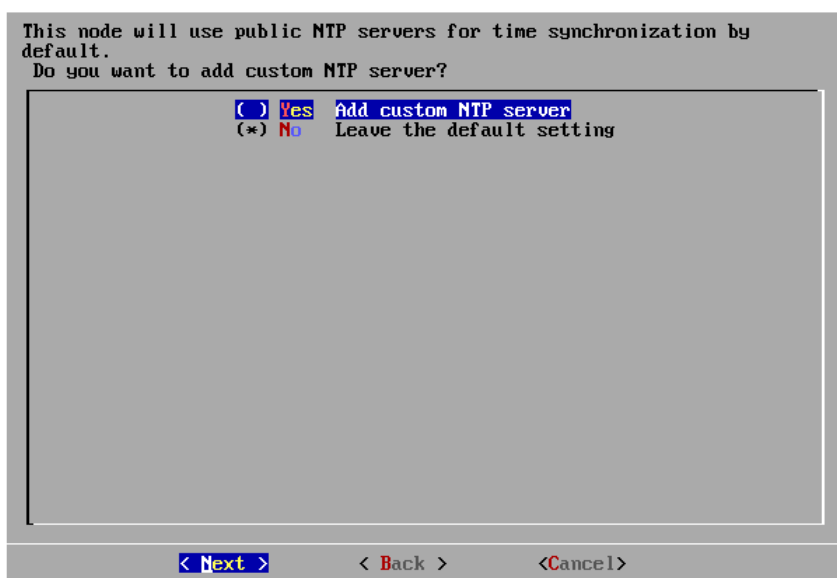 This node will use public NTP servers for time synchronization by
default.
Do you want to add custom NTP server?
( ) Yes Add custom NTP server
(*) No Leave the default setting
< Next > < Back > <Cancel>